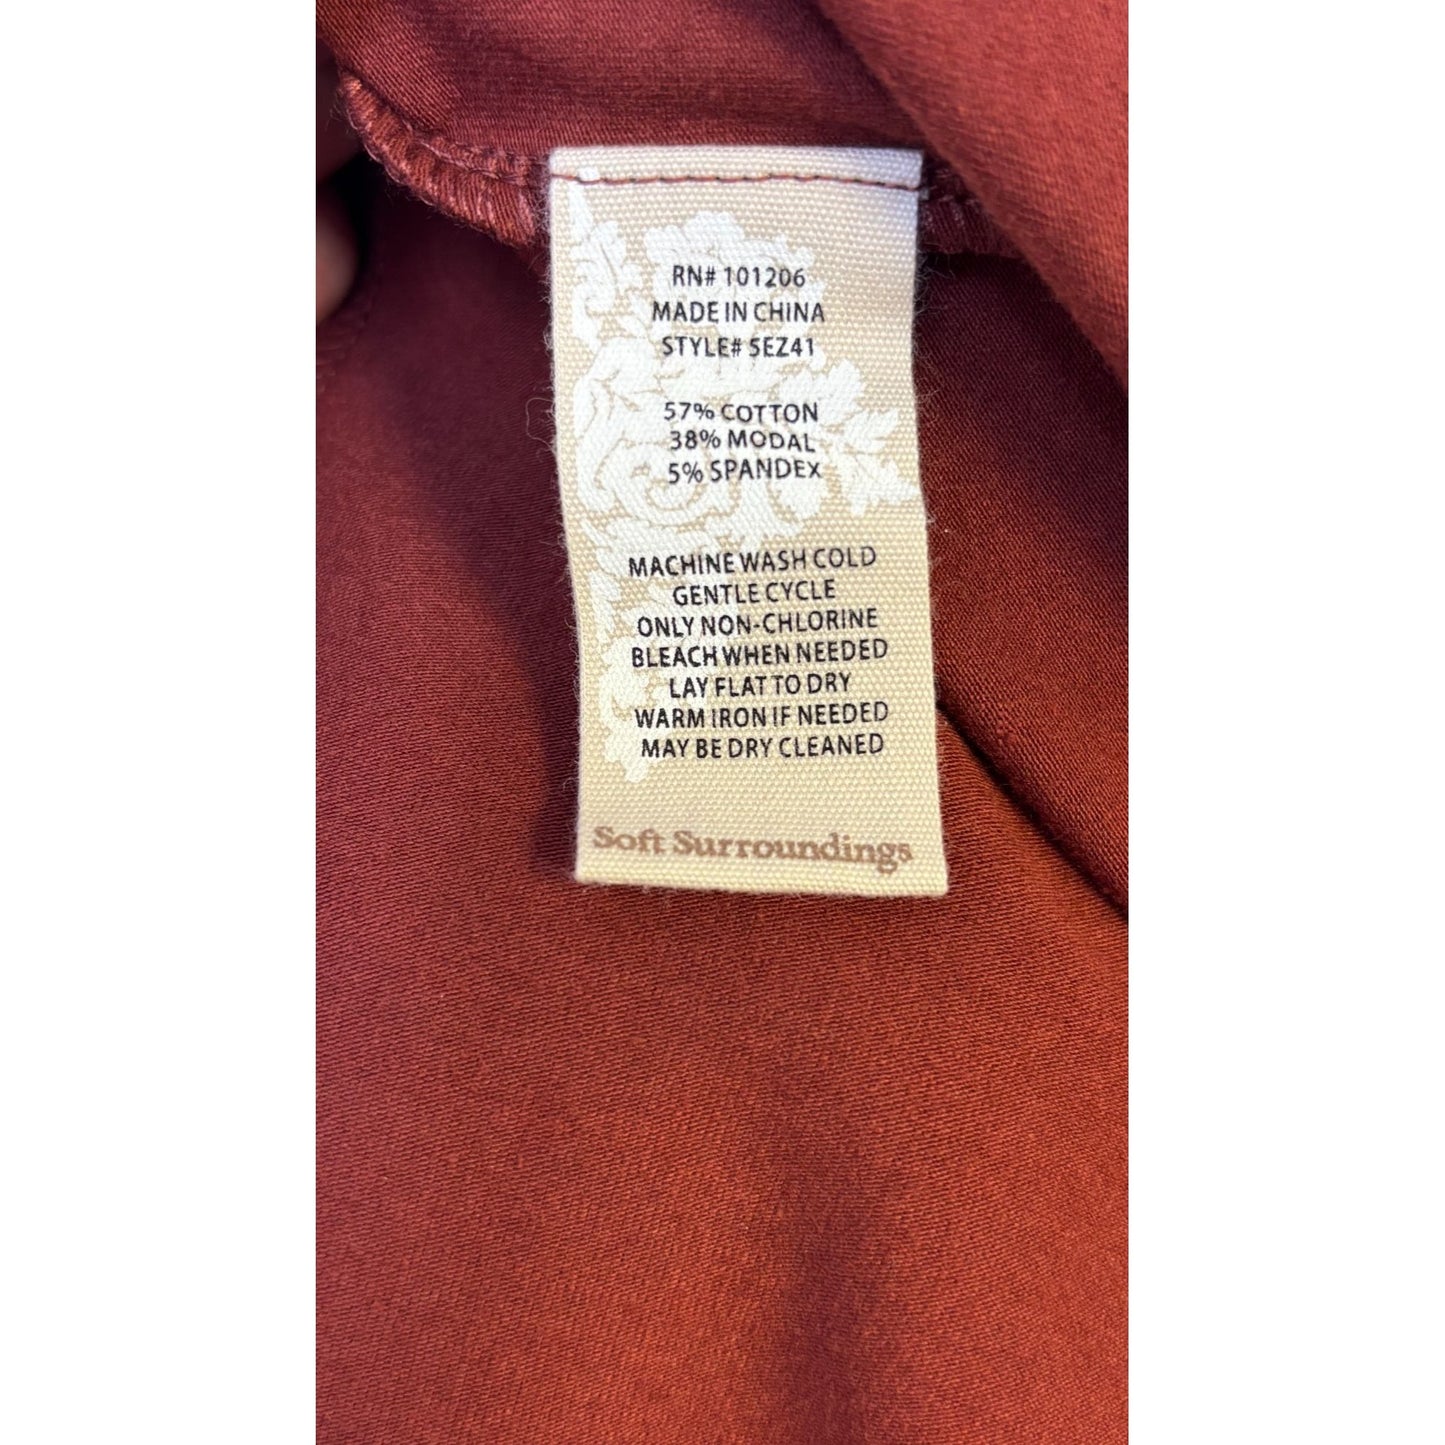 RN# 101206
MADE IN CHINA
STYLE# 5EZ41
57% COTTON
38% MODAL
5% SPANDEX
MACHINE WASH COLD
GENTLE CYCLE
ONLY NON-CHLORINE
BLEACH WHEN NEEDED
LAY FLAT TO DRY
WARM IRON IF NEEDED
MAY BE DRY CLEANED
Soft Surroundings